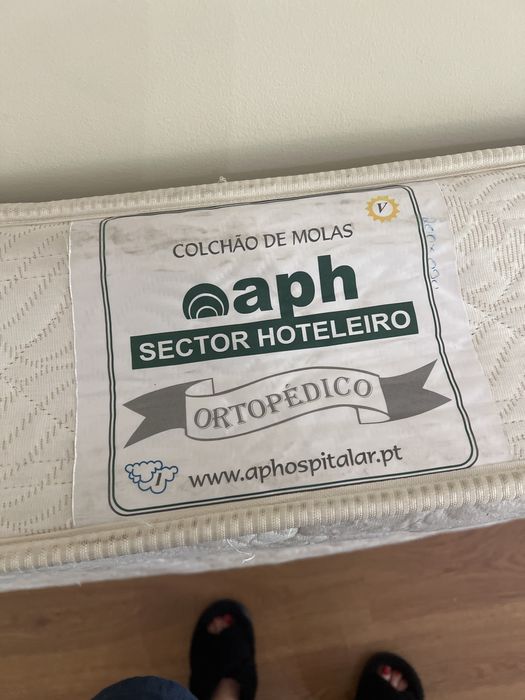 V
COLCHÃO DE MOLAS
aph
SECTOR HOTELEIRO
ORTOPÉDICO
I
www.aphospitalar.pt